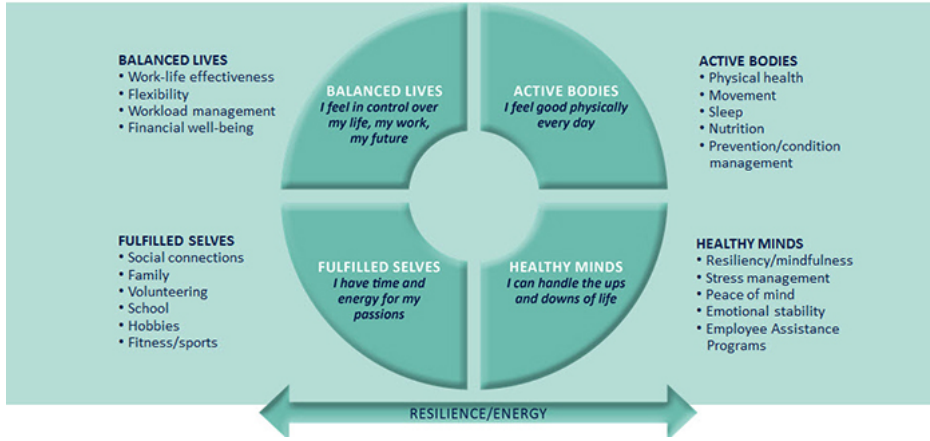 BALANCED LIVES
• Work-life effectiveness
• Flexibility
• Workload management
• Financial well-being
BALANCED LIVES
I feel in control over
my life, my work,
my future
ACTIVE BODIES
I feel good physically
every day
ACTIVE BODIES
• Physical health
• Movement
• Sleep
• Nutrition
• Prevention/condition
management
FULFILLED SELVES
• Social connections
• Family
• Volunteering
• School
• Hobbies
• Fitness/sports
FULFILLED SELVES
I have time and
energy for my
passions
HEALTHY MINDS
I can handle the ups
and downs of life
HEALTHY MINDS
• Resiliency/mindfulness
• Stress management
• Peace of mind
• Emotional stability
• Employee Assistance
Programs
RESILIENCE/ENERGY